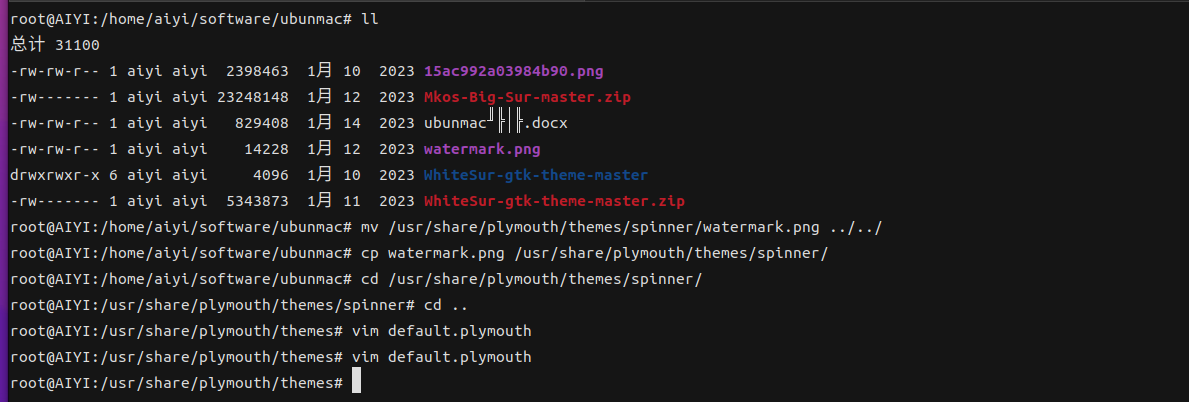 root@AIYI:/home/aiyi/software/ubunmac# ll
总计 31100
-rw-rw-r-- 1 aiyi aiyi  2398463  1月 10  2023 15ac992a03984b90.png
-rw------- 1 aiyi aiyi 23248148  1月 12  2023 Mkos-Big-Sur-master.zip
-rw-rw-r-- 1 aiyi aiyi   829408  1月 14  2023 ubunmac╝╠│╠.docx
-rw-rw-r-- 1 aiyi aiyi    14228  1月 12  2023 watermark.png
drwxrwxr-x 6 aiyi aiyi     4096  1月 10  2023 WhiteSur-gtk-theme-master
-rw------- 1 aiyi aiyi  5343873  1月 11  2023 WhiteSur-gtk-theme-master.zip
root@AIYI:/home/aiyi/software/ubunmac# mv /usr/share/plymouth/themes/spinner/watermark.png ../../
root@AIYI:/home/aiyi/software/ubunmac# cp watermark.png /usr/share/plymouth/themes/spinner/
root@AIYI:/home/aiyi/software/ubunmac# cd /usr/share/plymouth/themes/spinner/
root@AIYI:/usr/share/plymouth/themes/spinner# cd ..
root@AIYI:/usr/share/plymouth/themes# vim default.plymouth
root@AIYI:/usr/share/plymouth/themes# vim default.plymouth
root@AIYI:/usr/share/plymouth/themes#